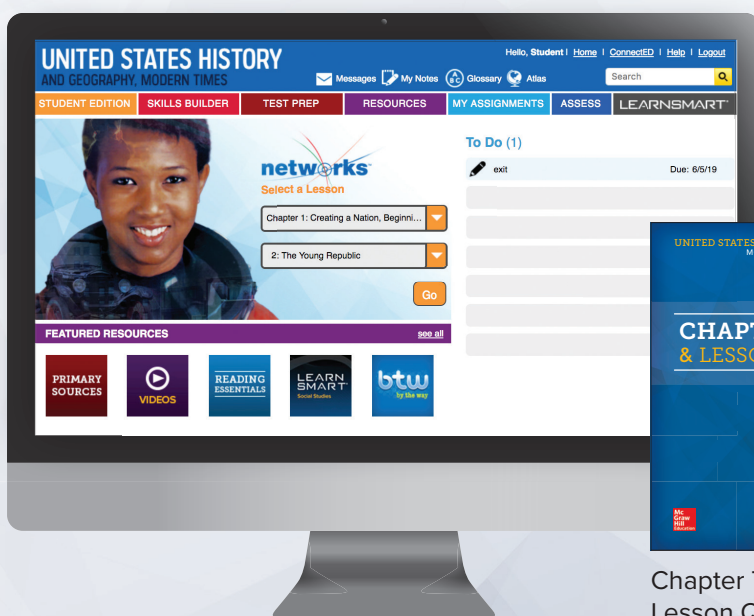 UNITED STATES HISTORY
AND GEOGRAPHY, MODERN TIMES
Hello, Student | Home | ConnectED | Help | Logout
Messages My Notes ABC Glossary Atlas Search
STUDENT EDITION SKILLS BUILDER TEST PREP RESOURCES MY ASSIGNMENTS ASSESS LEARNSMART
networks
Select a Lesson
Chapter 1: Creating a Nation, Beginni...
2: The Young Republic
Go
To Do (1)
exit Due: 6/5/19
FEATURED RESOURCES see all
PRIMARY
SOURCES
VIDEOS
READING
ESSENTIALS
LEARN
SMART
Social Studies
btw
by the way
UNITED STATES
M
CHAPT
& LESSO
Mc
Graw
Hill
Education
Chapter T
Lesson Q